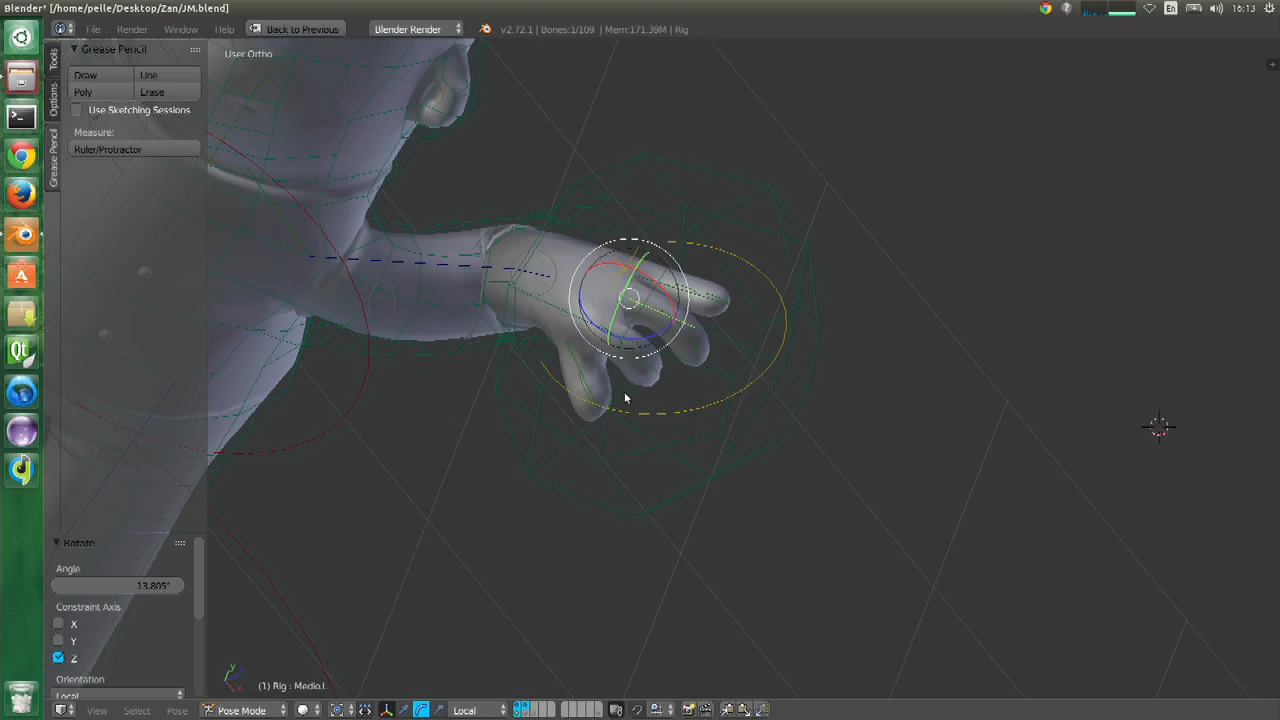 Blender* [/home/pelle/Desktop/Zan/JM.blend]
En
16:13
File Render Window Help Back to Previous Blender Render v2.72.1 | Bones:1/109 | Mem:171.39M | Rig
Tools
Options
Grease Pencil
Grease Pencil
Draw Line
Poly Erase
Use Sketching Sessions
Measure:
Ruler/Protractor
User Ortho
Rotate
Angle
13.805°
Constraint Axis
X
Y
Z
Orientation
Local
y
x
(1) Rig : Medio.L
View Select Pose Pose Mode Local
Qt